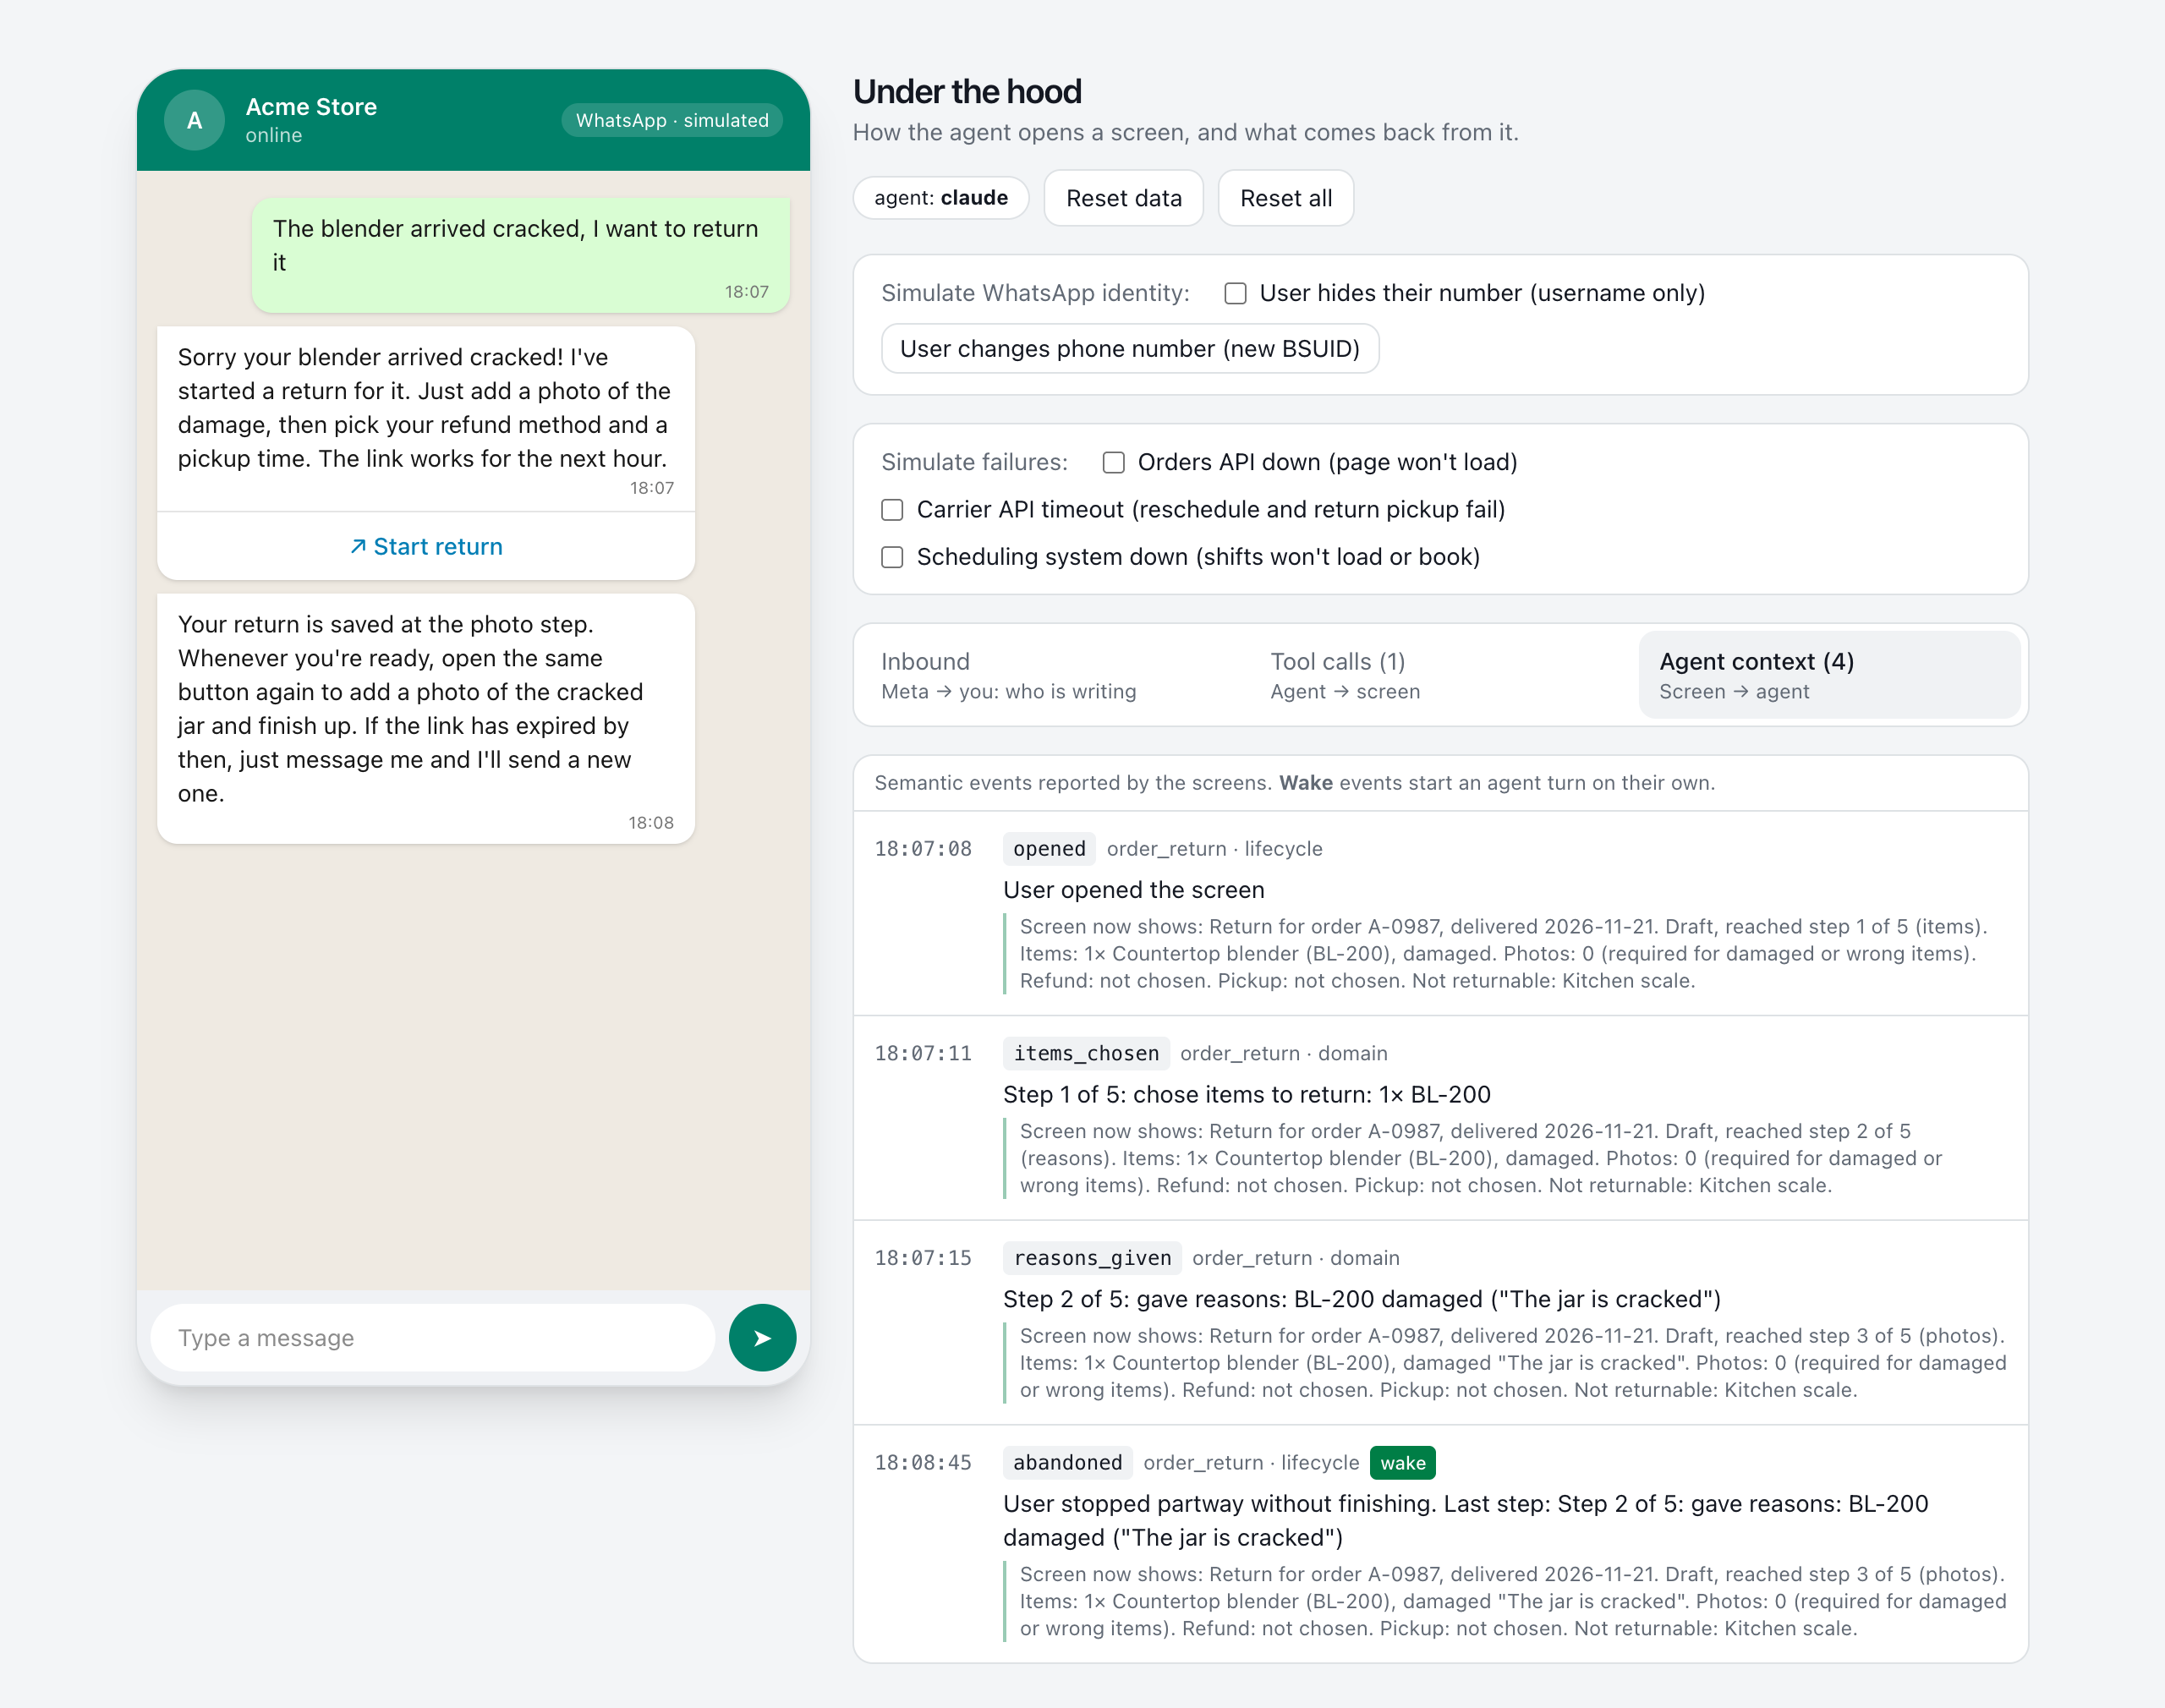 A
Acme Store
online
WhatsApp · simulated
The blender arrived cracked, I want to return
it
18:07
Sorry your blender arrived cracked! I've
started a return for it. Just add a photo of the
damage, then pick your refund method and a
pickup time. The link works for the next hour.
18:07
↗ Start return
Your return is saved at the photo step.
Whenever you're ready, open the same
button again to add a photo of the cracked
jar and finish up. If the link has expired by
then, just message me and I'll send a new
one.
18:08
Type a message
Under the hood
How the agent opens a screen, and what comes back from it.
agent: claude
Reset data
Reset all
Simulate WhatsApp identity:
User hides their number (username only)
User changes phone number (new BSUID)
Simulate failures:
Orders API down (page won't load)
Carrier API timeout (reschedule and return pickup fail)
Scheduling system down (shifts won't load or book)
Inbound
Meta → you: who is writing
Tool calls (1)
Agent → screen
Agent context (4)
Screen → agent
Semantic events reported by the screens. Wake events start an agent turn on their own.
18:07:08 opened order_return · lifecycle
User opened the screen
Screen now shows: Return for order A-0987, delivered 2026-11-21. Draft, reached step 1 of 5 (items).
Items: 1× Countertop blender (BL-200), damaged. Photos: 0 (required for damaged or wrong items).
Refund: not chosen. Pickup: not chosen. Not returnable: Kitchen scale.
18:07:11 items_chosen order_return · domain
Step 1 of 5: chose items to return: 1× BL-200
Screen now shows: Return for order A-0987, delivered 2026-11-21. Draft, reached step 2 of 5
(reasons). Items: 1× Countertop blender (BL-200), damaged. Photos: 0 (required for damaged or
wrong items). Refund: not chosen. Pickup: not chosen. Not returnable: Kitchen scale.
18:07:15 reasons_given order_return · domain
Step 2 of 5: gave reasons: BL-200 damaged ("The jar is cracked")
Screen now shows: Return for order A-0987, delivered 2026-11-21. Draft, reached step 3 of 5 (photos).
Items: 1× Countertop blender (BL-200), damaged "The jar is cracked". Photos: 0 (required for damaged
or wrong items). Refund: not chosen. Pickup: not chosen. Not returnable: Kitchen scale.
18:08:45 abandoned order_return · lifecycle wake
User stopped partway without finishing. Last step: Step 2 of 5: gave reasons: BL-200
damaged ("The jar is cracked")
Screen now shows: Return for order A-0987, delivered 2026-11-21. Draft, reached step 3 of 5 (photos).
Items: 1× Countertop blender (BL-200), damaged "The jar is cracked". Photos: 0 (required for damaged
or wrong items). Refund: not chosen. Pickup: not chosen. Not returnable: Kitchen scale.